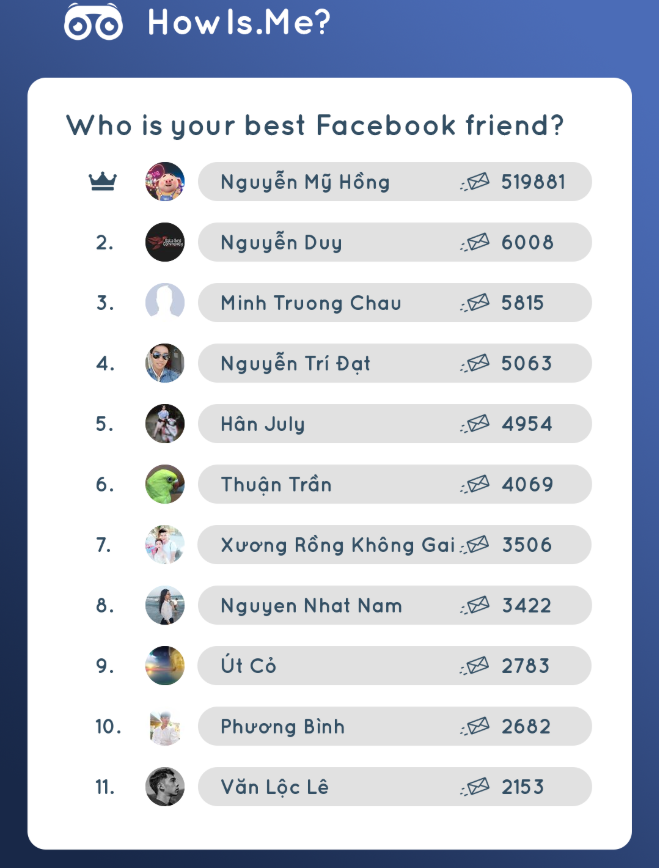 HowIs.Me?
Who is your best Facebook friend?
Nguyễn Mỹ Hồng 519881
2. Nguyễn Duy 6008
3. Minh Truong Chau 5815
4. Nguyễn Trí Đạt 5063
5. Hân July 4954
6. Thuận Trần 4069
7. Xương Rồng Không Gai 3506
8. Nguyen Nhat Nam 3422
9. Út Cỏ 2783
10. Phương Bình 2682
11. Văn Lộc Lê 2153